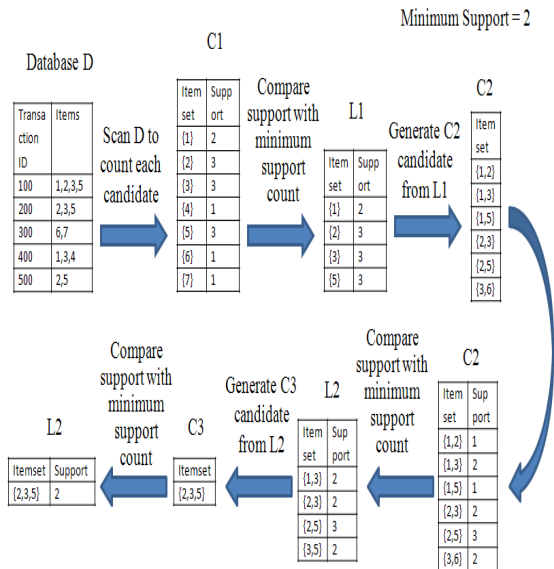 Minimum Support = 2
Database D
Transa
ction
ID
Items
100 1,2,3,5
200 2,3,5
300 6,7
400 1,3,4
500 2,5
Scan D to
count each
candidate
C1
Item
set
Supp
ort
{1} 2
{2} 3
{3} 3
{4} 1
{5} 3
{6} 1
{7} 1
Compare
support with
minimum
support
count
L1
Item
set
Supp
ort
{1} 2
{2} 3
{3} 3
{5} 3
Generate C2
candidate
from L1
C2
Item
set
{1,2}
{1,3}
{1,5}
{2,3}
{2,5}
{3,6}
C2
Item
set
Sup
port
{1,2} 1
{1,3} 2
{1,5} 1
{2,3} 2
{2,5} 3
{3,6} 2
Compare
support with
minimum
support
count
L2
Item
set
Sup
port
{1,3} 2
{2,3} 2
{2,5} 3
{3,5} 2
Generate C3
candidate
from L2
C3
Itemset
{2,3,5}
Compare
support with
minimum
support
count
L2
Itemset Support
{2,3,5} 2